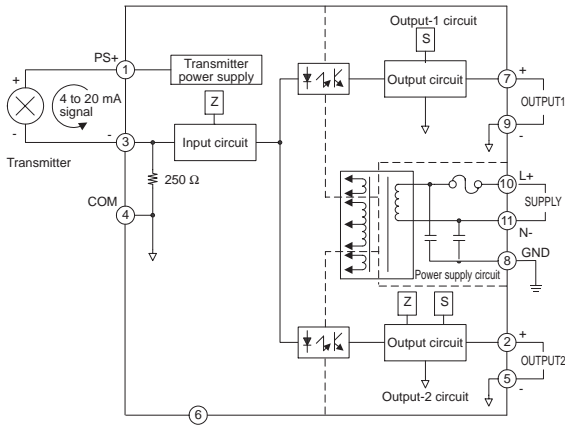 Output-1 circuit
S
PS+
1
Transmitter
power supply
+
4 to 20 mA
signal
-
Transmitter
3
-
Z
Input circuit
250 Ω
COM
4
Output circuit
7
+
OUTPUT1
9
-
10
L+
SUPPLY
11
N-
8
GND
Power supply circuit
Z
S
Output circuit
2
+
OUTPUT2
5
-
Output-2 circuit
6